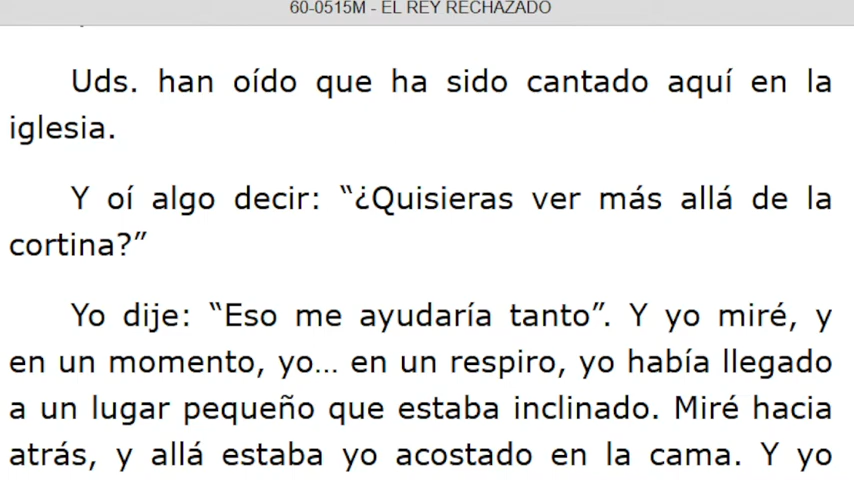 60-0515M - EL REY RECHAZADO
Uds. han oído que ha sido cantado aquí en la
iglesia.
Y oí algo decir: “¿Quisieras ver más allá de la
cortina?”
Yo dije: “Eso me ayudaría tanto”. Y yo miré, y
en un momento, yo… en un respiro, yo había llegado
a un lugar pequeño que estaba inclinado. Miré hacia
atrás, y allá estaba yo acostado en la cama. Y yo